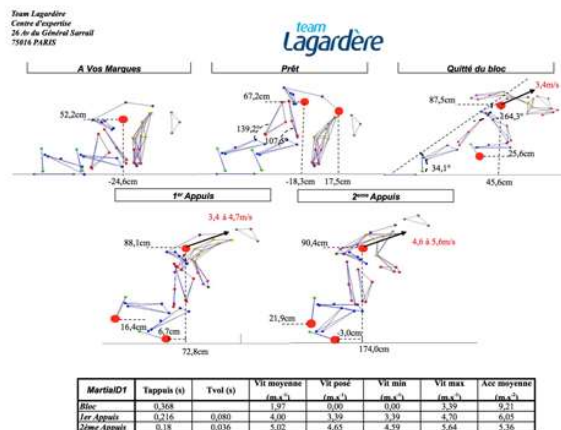 Team Lagardère
Centre d'expertise
26 Av du Général Sarrail
75016 PARIS
team
Lagardère
A Vos Marques
Prêt
Quitté du bloc
52,2cm
-24,6cm
67,2cm
139,2°
107,6°
-18,3cm
17,5cm
3,4m/s
87,5cm
164,3°
25,6cm
34,1°
45,6cm
1er Appuis
2eme Appuis
3,4 à 4,7m/s
88,1cm
16,4cm
6,7cm
72,8cm
4,6 à 5,6m/s
90,4cm
21,9cm
-3,0cm
174,0cm
MartialD1 Tappuis (s) Tvol (s) Vit moyenne (m.s-1) Vit posé (m.s-1) Vit min (m.s-1) Vit max (m.s-1) Acc moyenne (m.s-2)
Bloc 0,368 1,97 0,00 0,00 3,39 9,21
1er Appuis 0,216 0,080 4,00 3,39 3,39 4,70 6,05
2ème Appuis 0,18 0,036 5,02 4,65 4,59 5,64 5,36